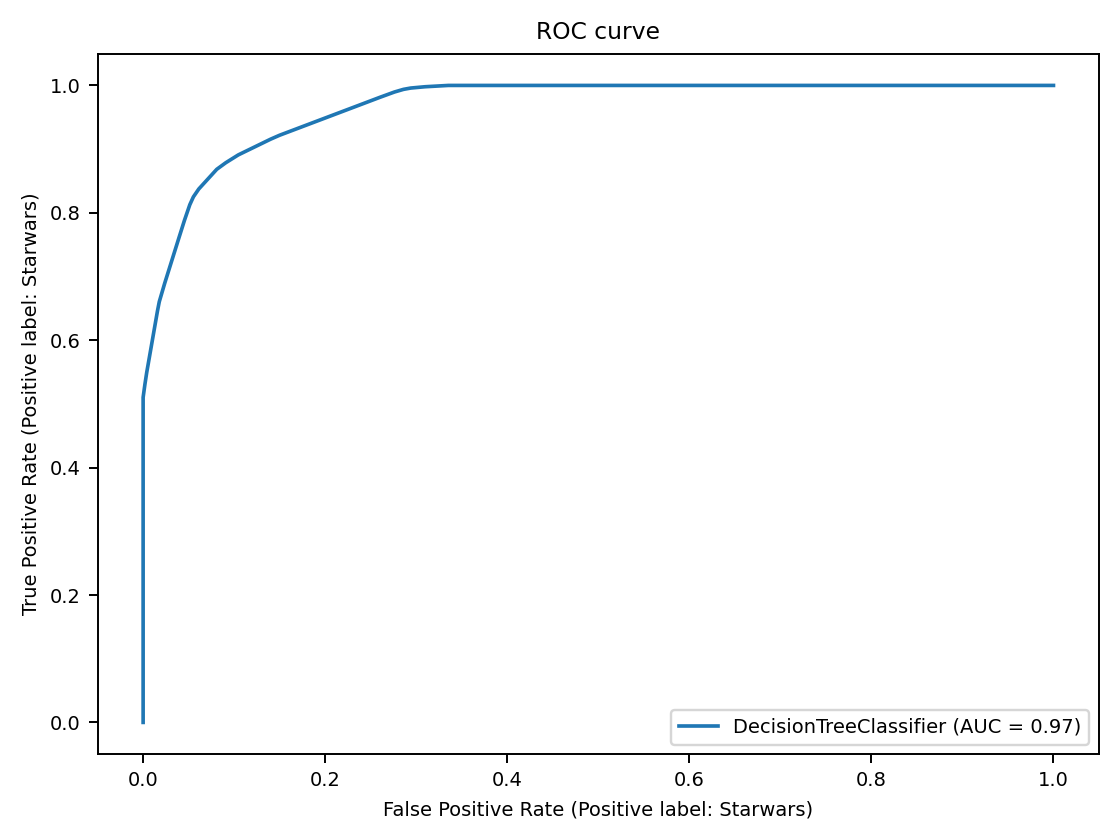 ROC curve
True Positive Rate (Positive label: Starwars)
1.0
0.8
0.6
0.4
0.2
0.0
DecisionTreeClassifier (AUC = 0.97)
0.0 0.2 0.4 0.6 0.8 1.0
False Positive Rate (Positive label: Starwars)